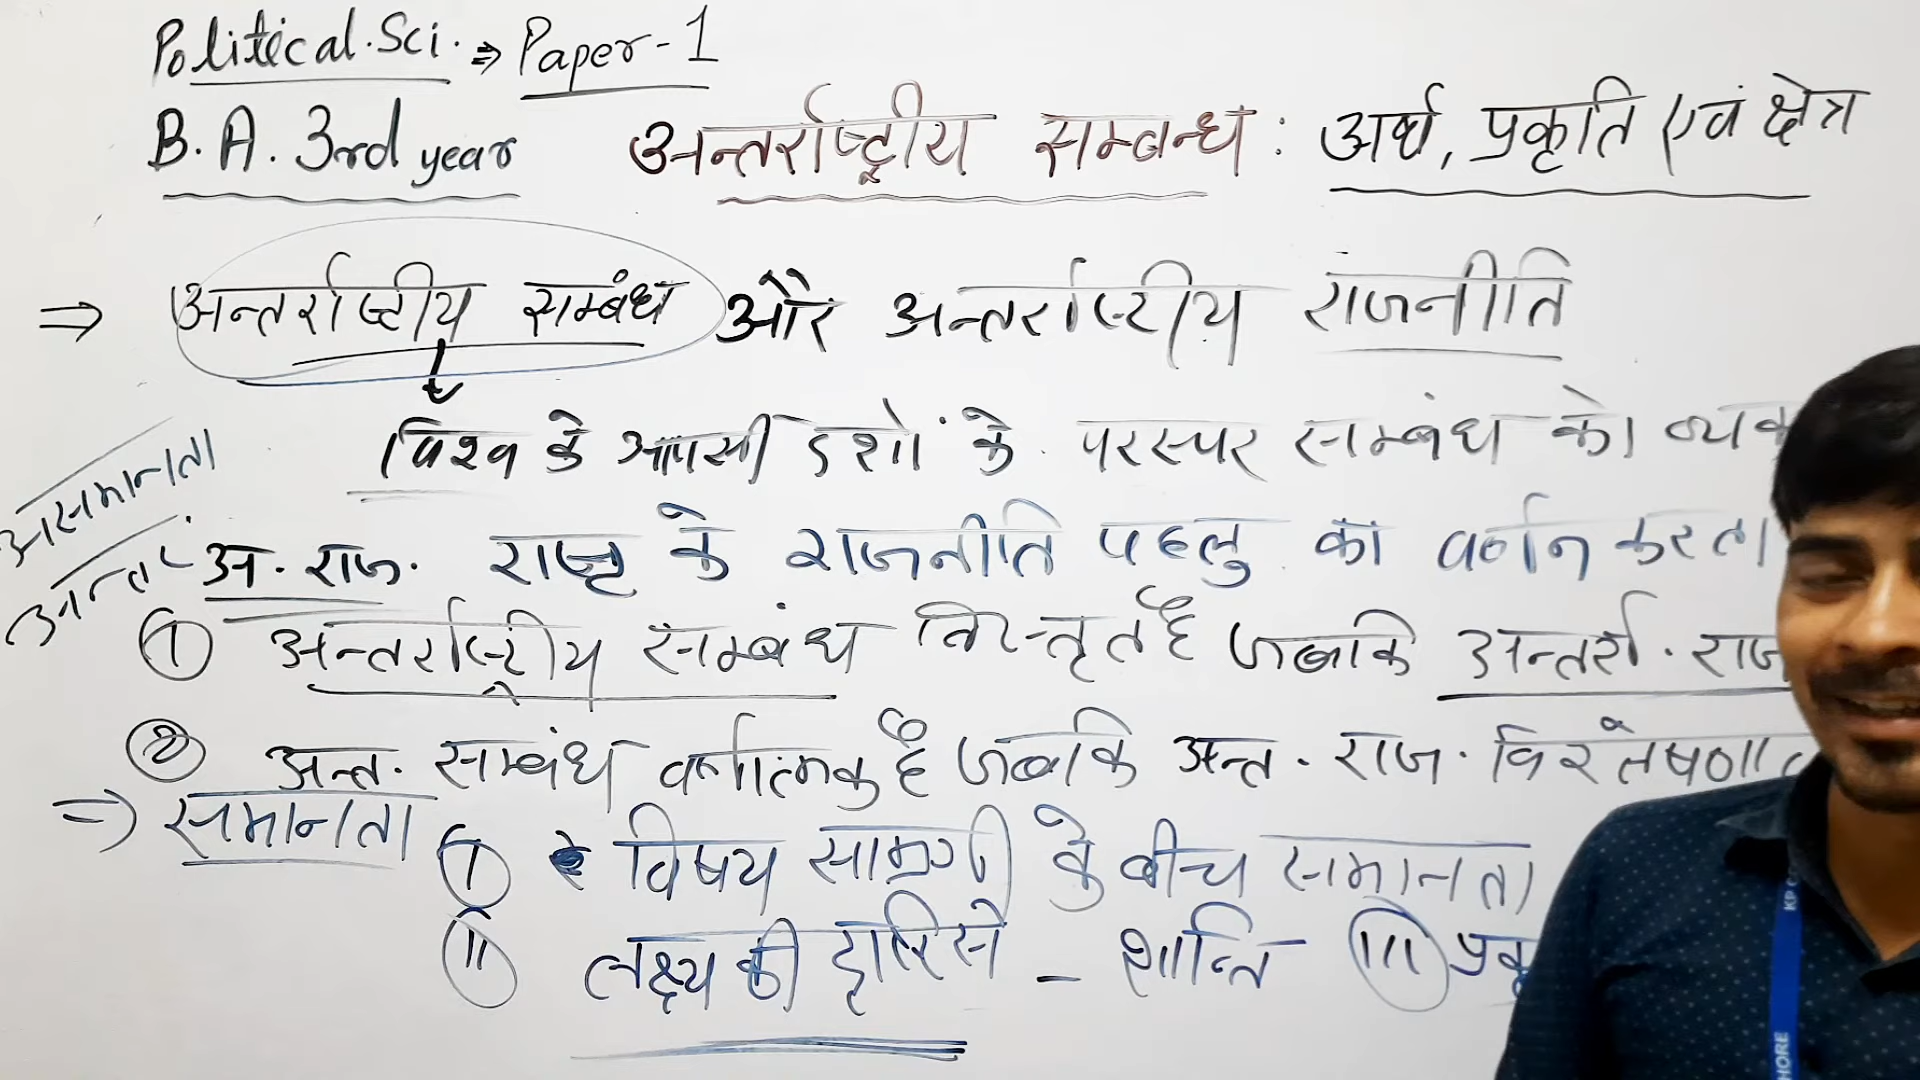 Political.Sci. ⇒ Paper-1
B.A. 3rd year अन्तर्राष्ट्रीय सम्बन्ध : अर्थ, प्रकृति एवं क्षेत्र
⇒ अन्तर्राष्टीय सम्बंध और अन्तर्राष्टीय राजनीति
विश्व के आपसी देशों के परस्पर सम्बंध को व्यक
असमानता
अन्तर
अ. राज. राष्ट्र के राजनीति पहलु का वर्णन करता
① अन्तर्राष्ट्रीय सम्बंध विस्तृत है जबकि अन्तर्रा. राज
② अन्त. सम्बंध वर्णात्मक है जबकि अन्त. राज. विश्लेषणा
⇒ समानता Ⓘ विषय सामग्री के बीच समानता
ⓘⓘ लक्ष्य की दृष्टि से - शान्ति ⒾⒾⒾ प्रकृ
HORE